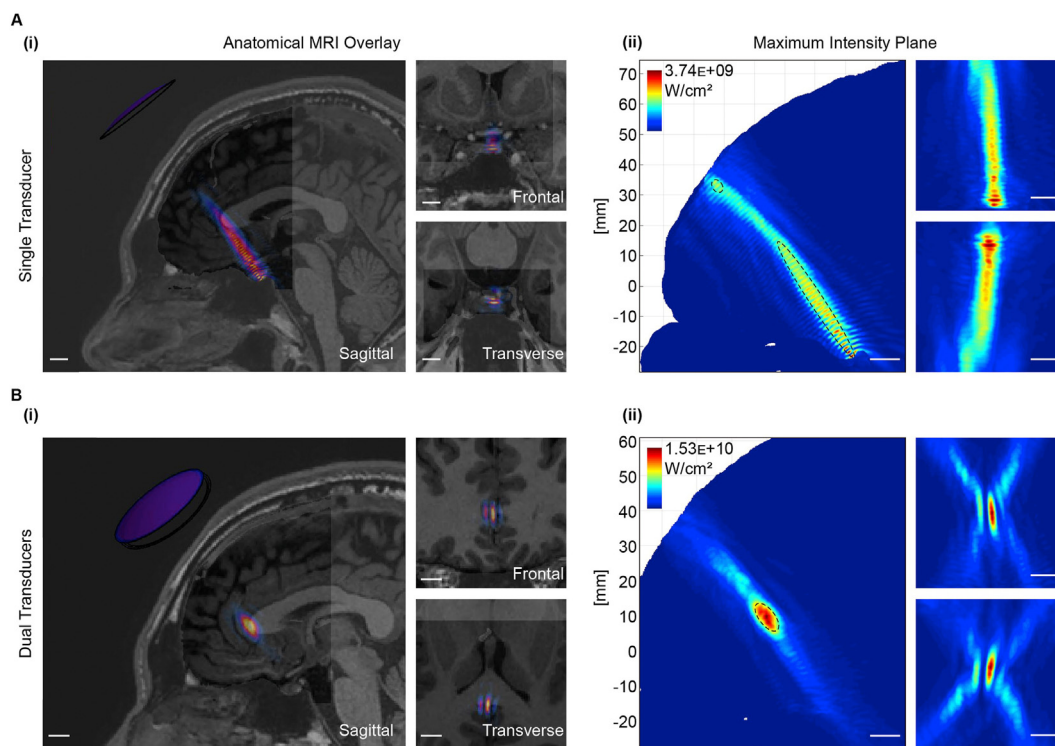 A
(i)
Anatomical MRI Overlay
(ii)
Maximum Intensity Plane
Single Transducer
Sagittal
Frontal
Transverse
3.74E+09
W/cm²
[mm]
70
60
50
40
30
20
10
0
-10
-20
B
(i)
(ii)
Dual Transducers
Sagittal
Frontal
Transverse
1.53E+10
W/cm²
[mm]
60
50
40
30
20
10
0
-10
-20